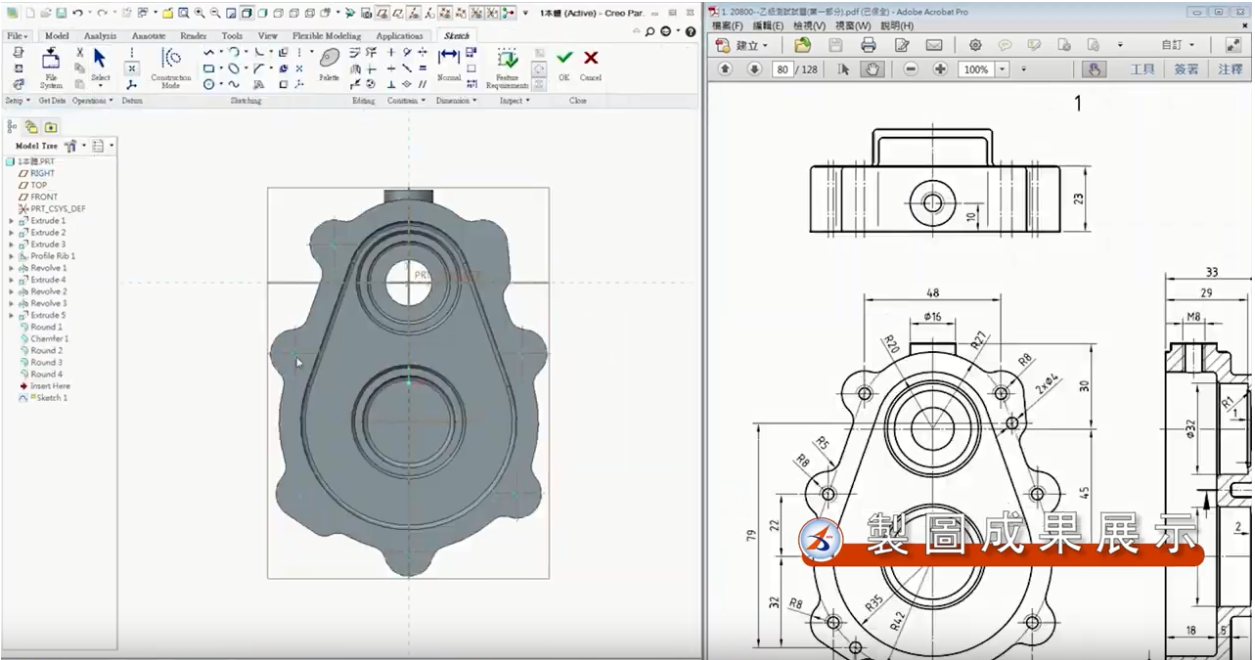 1本體 (Active) - Creo Par.
File
Model
Analysis
Annotate
Render
Tools
View
Flexible Modeling
Applications
Sketch
File System
Select
Construction Mode
Palette
Normal
Feature Requirements
OK
Cancel
Setup
Get Data
Operations
Datum
Sketching
Editing
Constrain
Dimension
Inspect
Close
Model Tree
1本體.PRT
RIGHT
TOP
FRONT
PRT_CSYS_DEF
Extrude 1
Extrude 2
Extrude 3
Profile Rib 1
Revolve 1
Extrude 4
Revolve 2
Revolve 3
Extrude 5
Round 1
Chamfer 1
Round 2
Round 3
Round 4
Insert Here
Sketch 1
1. 20800--乙級測試試題(第一部分).pdf (已保全) - Adobe Acrobat Pro
檔案(F) 編輯(E) 檢視(V) 視窗(W) 說明(H)
建立
自訂
80 / 128
100%
工具
簽署
注釋
1
10
23
48
ø16
R20
R27
R8
2xø4
30
R5
R8
45
79
22
32
R8
R35
R42
33
29
M8
R1
1
ø32
2
18
5
製圖成果展示